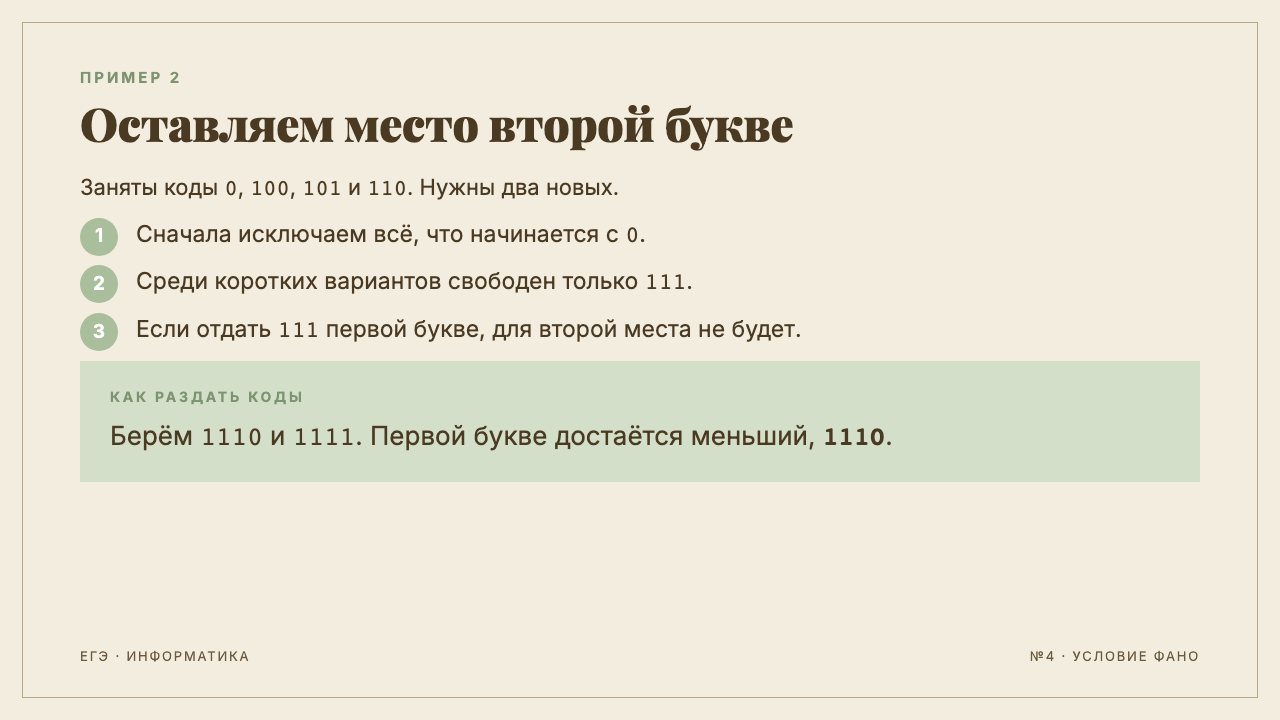 ПРИМЕР 2
Оставляем место второй букве
Заняты коды 0, 100, 101 и 110. Нужны два новых.
1 Сначала исключаем всё, что начинается с 0.
2 Среди коротких вариантов свободен только 111.
3 Если отдать 111 первой букве, для второй места не будет.
КАК РАЗДАТЬ КОДЫ
Берём 1110 и 1111. Первой букве достаётся меньший, 1110.
ЕГЭ · ИНФОРМАТИКА
№4 · УСЛОВИЕ ФАНО